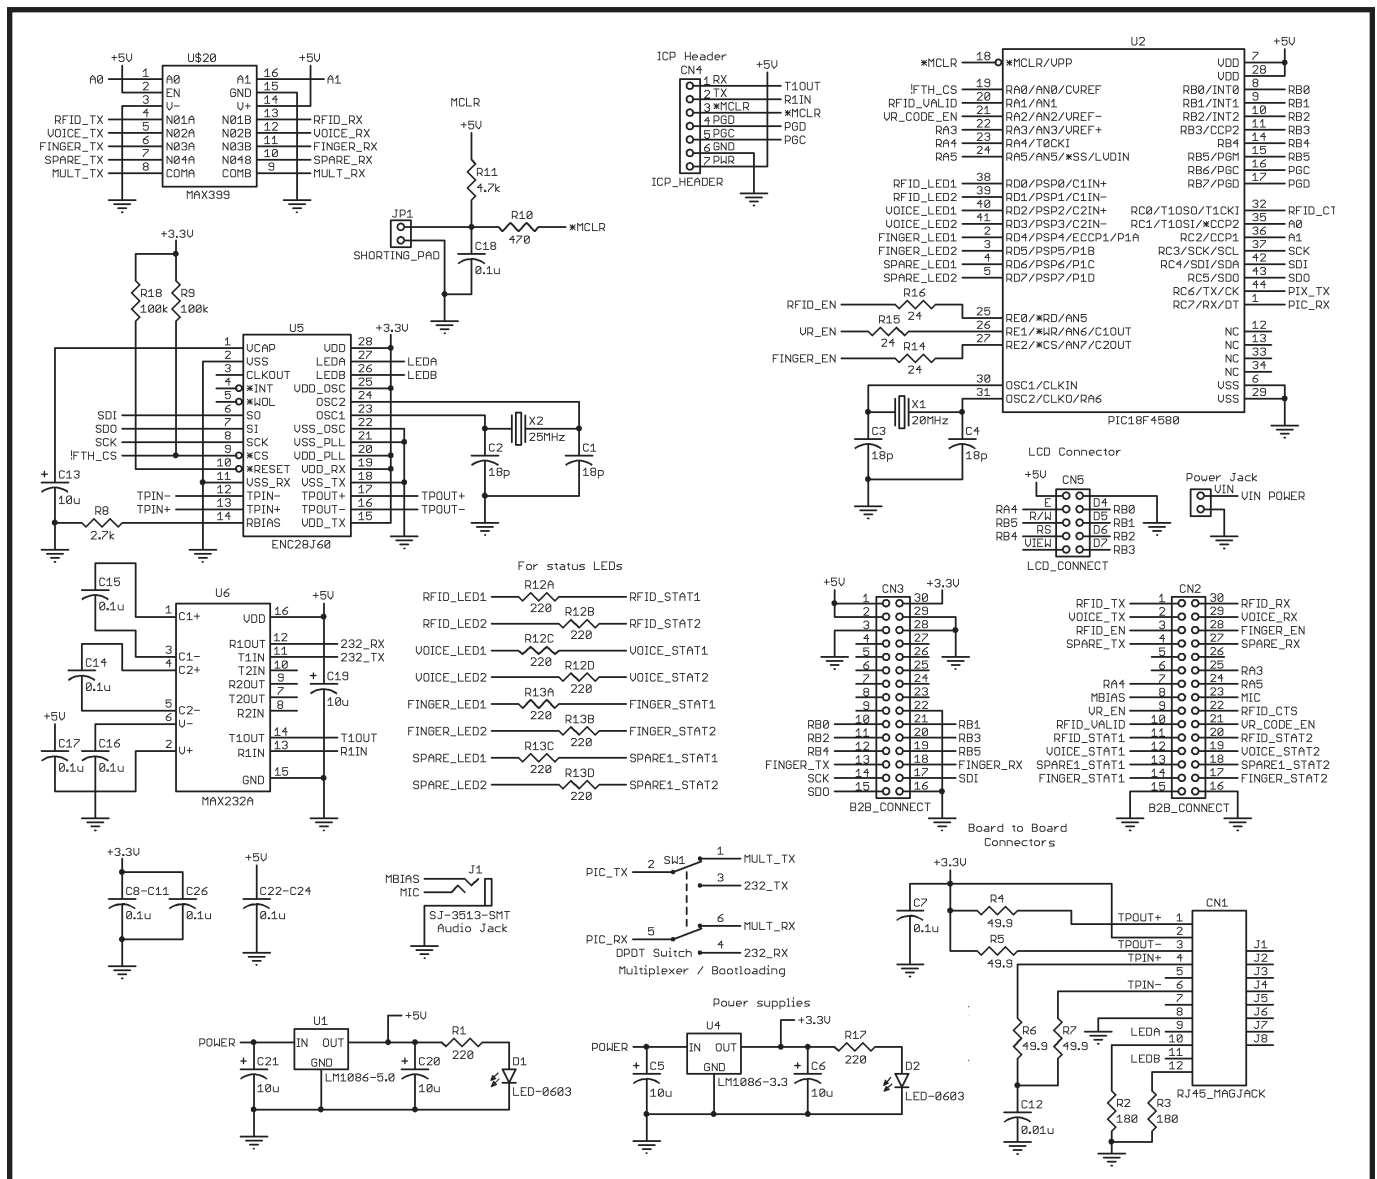 +5V U$20 +5V
A0 1 A0 A1 16 A1
2 EN GND 15
3 V- V+ 14
RFID_TX 4 NO1A NO1B 13 RFID_RX
VOICE_TX 5 NO2A NO2B 12 VOICE_RX
FINGER_TX 6 NO3A NO3B 11 FINGER_RX
SPARE_TX 7 NO4A NO48 10 SPARE_RX
MULT_TX 8 COMA COMB 9 MULT_RX
MAX399
MCLR
+5V
R11
4.7k
JP1
R10
470
*MCLR
SHORTING_PAD
C18
0.1u
ICP Header
CN4
+5V
1 RX T1OUT
2 TX R1IN
3 *MCLR *MCLR
4 PGD PGD
5 PGC PGC
6 GND
7 PWR
ICP_HEADER
U2
+5V
*MCLR 18 *MCLR/VPP VDD 7
VDD 28
!FTH_CS 19 RA0/AN0/CVREF RB0/INT0 8 RB0
RFID_VALID 20 RA1/AN1 RB1/INT1 9 RB1
VR_CODE_EN 21 RA2/AN2/VREF- RB2/INT2 10 RB2
RA3 22 RA3/AN3/VREF+ RB3/CCP2 11 RB3
RA4 23 RA4/T0CKI RB4 14 RB4
RA5 24 RA5/AN5/*SS/LVDIN RB5/PGM 15 RB5
RB6/PGC 16 PGC
RFID_LED1 38 RD0/PSP0/C1IN+ RB7/PGD 17 PGD
RFID_LED2 39 RD1/PSP1/C1IN-
VOICE_LED1 40 RD2/PSP2/C2IN+ RC0/T1OSO/T1CKI 32 RFID_CT
VOICE_LED2 41 RD3/PSP3/C2IN- RC1/T1OSI/*CCP2 35 A0
FINGER_LED1 2 RD4/PSP4/ECCP1/P1A RC2/CCP1 36 A1
FINGER_LED2 3 RD5/PSP5/P1B RC3/SCK/SCL 37 SCK
SPARE_LED1 4 RD6/PSP6/P1C RC4/SDI/SDA 42 SDI
SPARE_LED2 5 RD7/PSP7/P1D RC5/SDO 43 SDO
RC6/TX/CK 44 PIX_TX
RFID_EN R16 24 25 RE0/*RD/AN5 RC7/RX/DT 1 PIC_RX
VR_EN R15 24 26 RE1/*WR/AN6/C1OUT NC 12
FINGER_EN R14 24 27 RE2/*CS/AN7/C2OUT NC 13
NC 33
NC 34
30 OSC1/CLKIN VSS 6
31 OSC2/CLKO/RA6 VSS 29
PIC18F4580
X1
20MHz
C3
18p
C4
18p
+3.3V
R18
100k
R9
100k
U5
+3.3V
1 VCAP VDD 28
2 VSS LEDA 27 LEDA
3 CLKOUT LEDB 26 LEDB
4 *INT VDD_OSC 25
5 *WOL OSC2 24
SDI 6 SO OSC1 23
SDO 7 SI VSS_OSC 22
SCK 8 SCK VSS_PLL 21
!FTH_CS 9 *CS VDD_PLL 20
10 *RESET VDD_RX 19
11 VSS_RX VSS_TX 18
TPIN- 12 TPIN- TPOUT+ 17 TPOUT+
TPIN+ 13 TPIN+ TPOUT- 16 TPOUT-
14 RBIAS VDD_TX 15
ENC28J60
+ C13
10u
R8
2.7k
X2
25MHz
C2
18p
C1
18p
LCD Connector
+5V
CN5
E D4
RA4 RB0
R/W D5
RB5 RB1
RS D6
RB4 RB2
VIEW D7
RB3
LCD_CONNECT
Power Jack
VIN
VIN POWER
U6
+5V
C15
0.1u
C14
0.1u
+5V
C17
0.1u
C16
0.1u
1 C1+ VDD 16
3 C1- R1OUT 12 232_RX
4 C2+ T1IN 11 232_TX
T2IN 10
R2OUT 9
T2OUT 7
5 C2- R2IN 8
6 V-
2 V+ T1OUT 14 T1OUT
R1IN 13 R1IN
GND 15
MAX232A
+ C19
10u
For status LEDs
RFID_LED1 R12A 220 RFID_STAT1
RFID_LED2 R12B 220 RFID_STAT2
VOICE_LED1 R12C 220 VOICE_STAT1
VOICE_LED2 R12D 220 VOICE_STAT2
FINGER_LED1 R13A 220 FINGER_STAT1
FINGER_LED2 R13B 220 FINGER_STAT2
SPARE_LED1 R13C 220 SPARE1_STAT1
SPARE_LED2 R13D 220 SPARE1_STAT2
+5V CN3 +3.3V
1 30
2 29
3 28
4 27
5 26
6 25
7 24
8 23
9 22
RB0 10 21 RB1
RB2 11 20 RB3
RB4 12 19 RB5
FINGER_TX 13 18 FINGER_RX
SCK 14 17 SDI
SDO 15 16
B2B_CONNECT
CN2
RFID_TX 1 30 RFID_RX
VOICE_TX 2 29 VOICE_RX
RFID_EN 3 28 FINGER_EN
SPARE_TX 4 27 SPARE_RX
5 26
6 25 RA3
RA4 7 24 RA5
MBIAS 8 23 MIC
VR_EN 9 22 RFID_CTS
RFID_VALID 10 21 VR_CODE_EN
RFID_STAT1 11 20 RFID_STAT2
VOICE_STAT1 12 19 VOICE_STAT2
SPARE1_STAT1 13 18 SPARE1_STAT2
FINGER_STAT1 14 17 FINGER_STAT2
15 16
B2B_CONNECT
Board to Board
Connectors
+3.3V
C8-C11
0.1u
C26
0.1u
+5V
C22-C24
0.1u
J1
MBIAS
MIC
SJ-3513-SMT
Audio Jack
SW1
PIC_TX 2
1 MULT_TX
3 232_TX
PIC_RX 5
6 MULT_RX
4 232_RX
DPDT Switch
Multiplexer / Bootloading
+3.3V
C7
0.1u
R4
49.9
R5
49.9
CN1
TPOUT+ 1
2
TPOUT- 3 J1
TPIN+ 4 J2
5 J3
TPIN- 6 J4
7 J5
8 J6
LEDA 9 J7
10 J8
LEDB 11
12
RJ45_MAGJACK
R6
49.9
R7
49.9
C12
0.01u
R2
180
R3
180
U1
POWER IN OUT
GND
LM1086-5.0
+5V
+ C21
10u
+ C20
10u
R1
220
D1
LED-0603
Power supplies
U4
POWER IN OUT
GND
LM1086-3.3
+3.3V
+ C5
10u
+ C6
10u
R17
220
D2
LED-0603